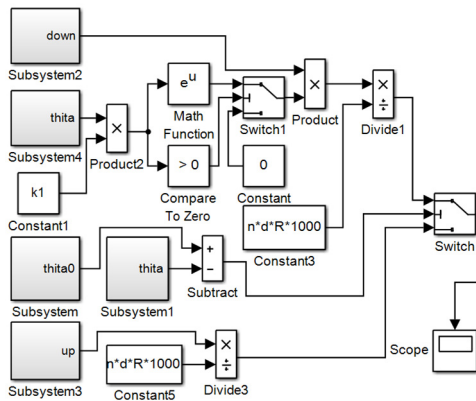 down
Subsystem2
thita
Subsystem4
×
Product2
k1
Constant1
e^u
Math
Function
> 0
Compare
To Zero
Switch1
0
Constant
×
Product
×
÷
Divide1
n*d*R*1000
Constant3
Switch
thita0
Subsystem
thita
Subsystem1
+
−
Subtract
up
Subsystem3
n*d*R*1000
Constant5
×
÷
Divide3
Scope